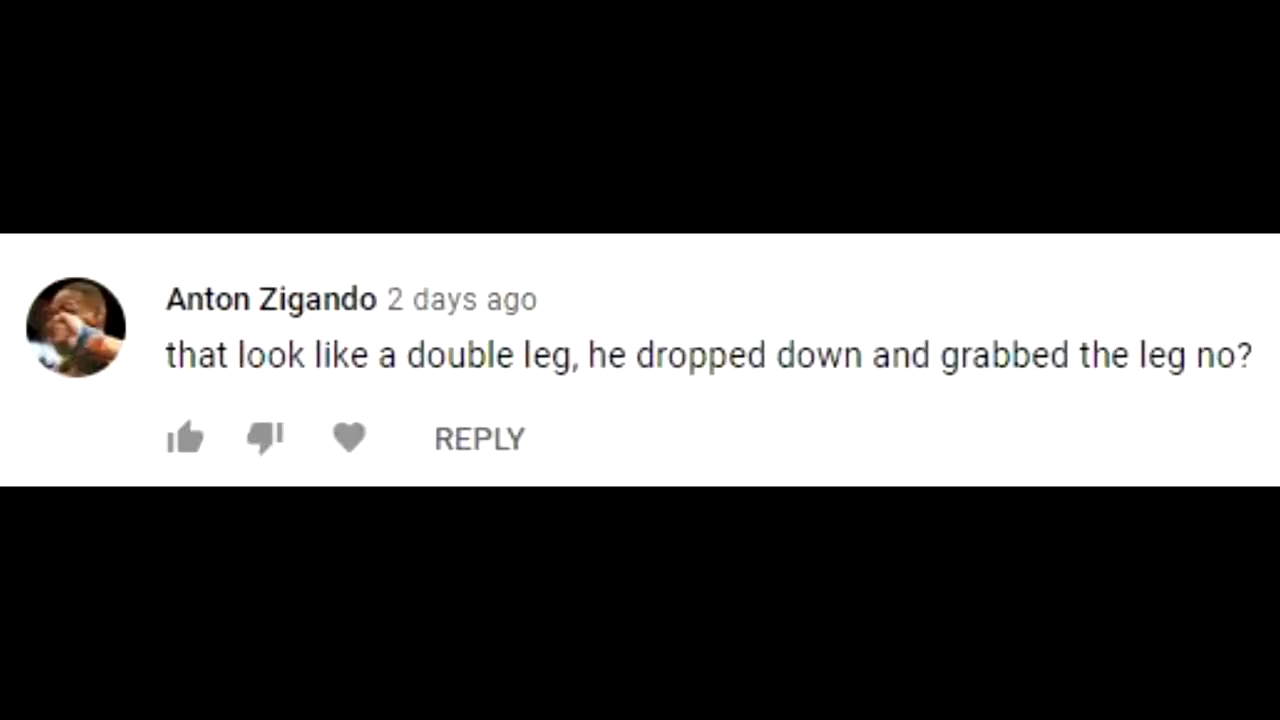 Anton Zigando 2 days ago
that look like a double leg, he dropped down and grabbed the leg no?
REPLY